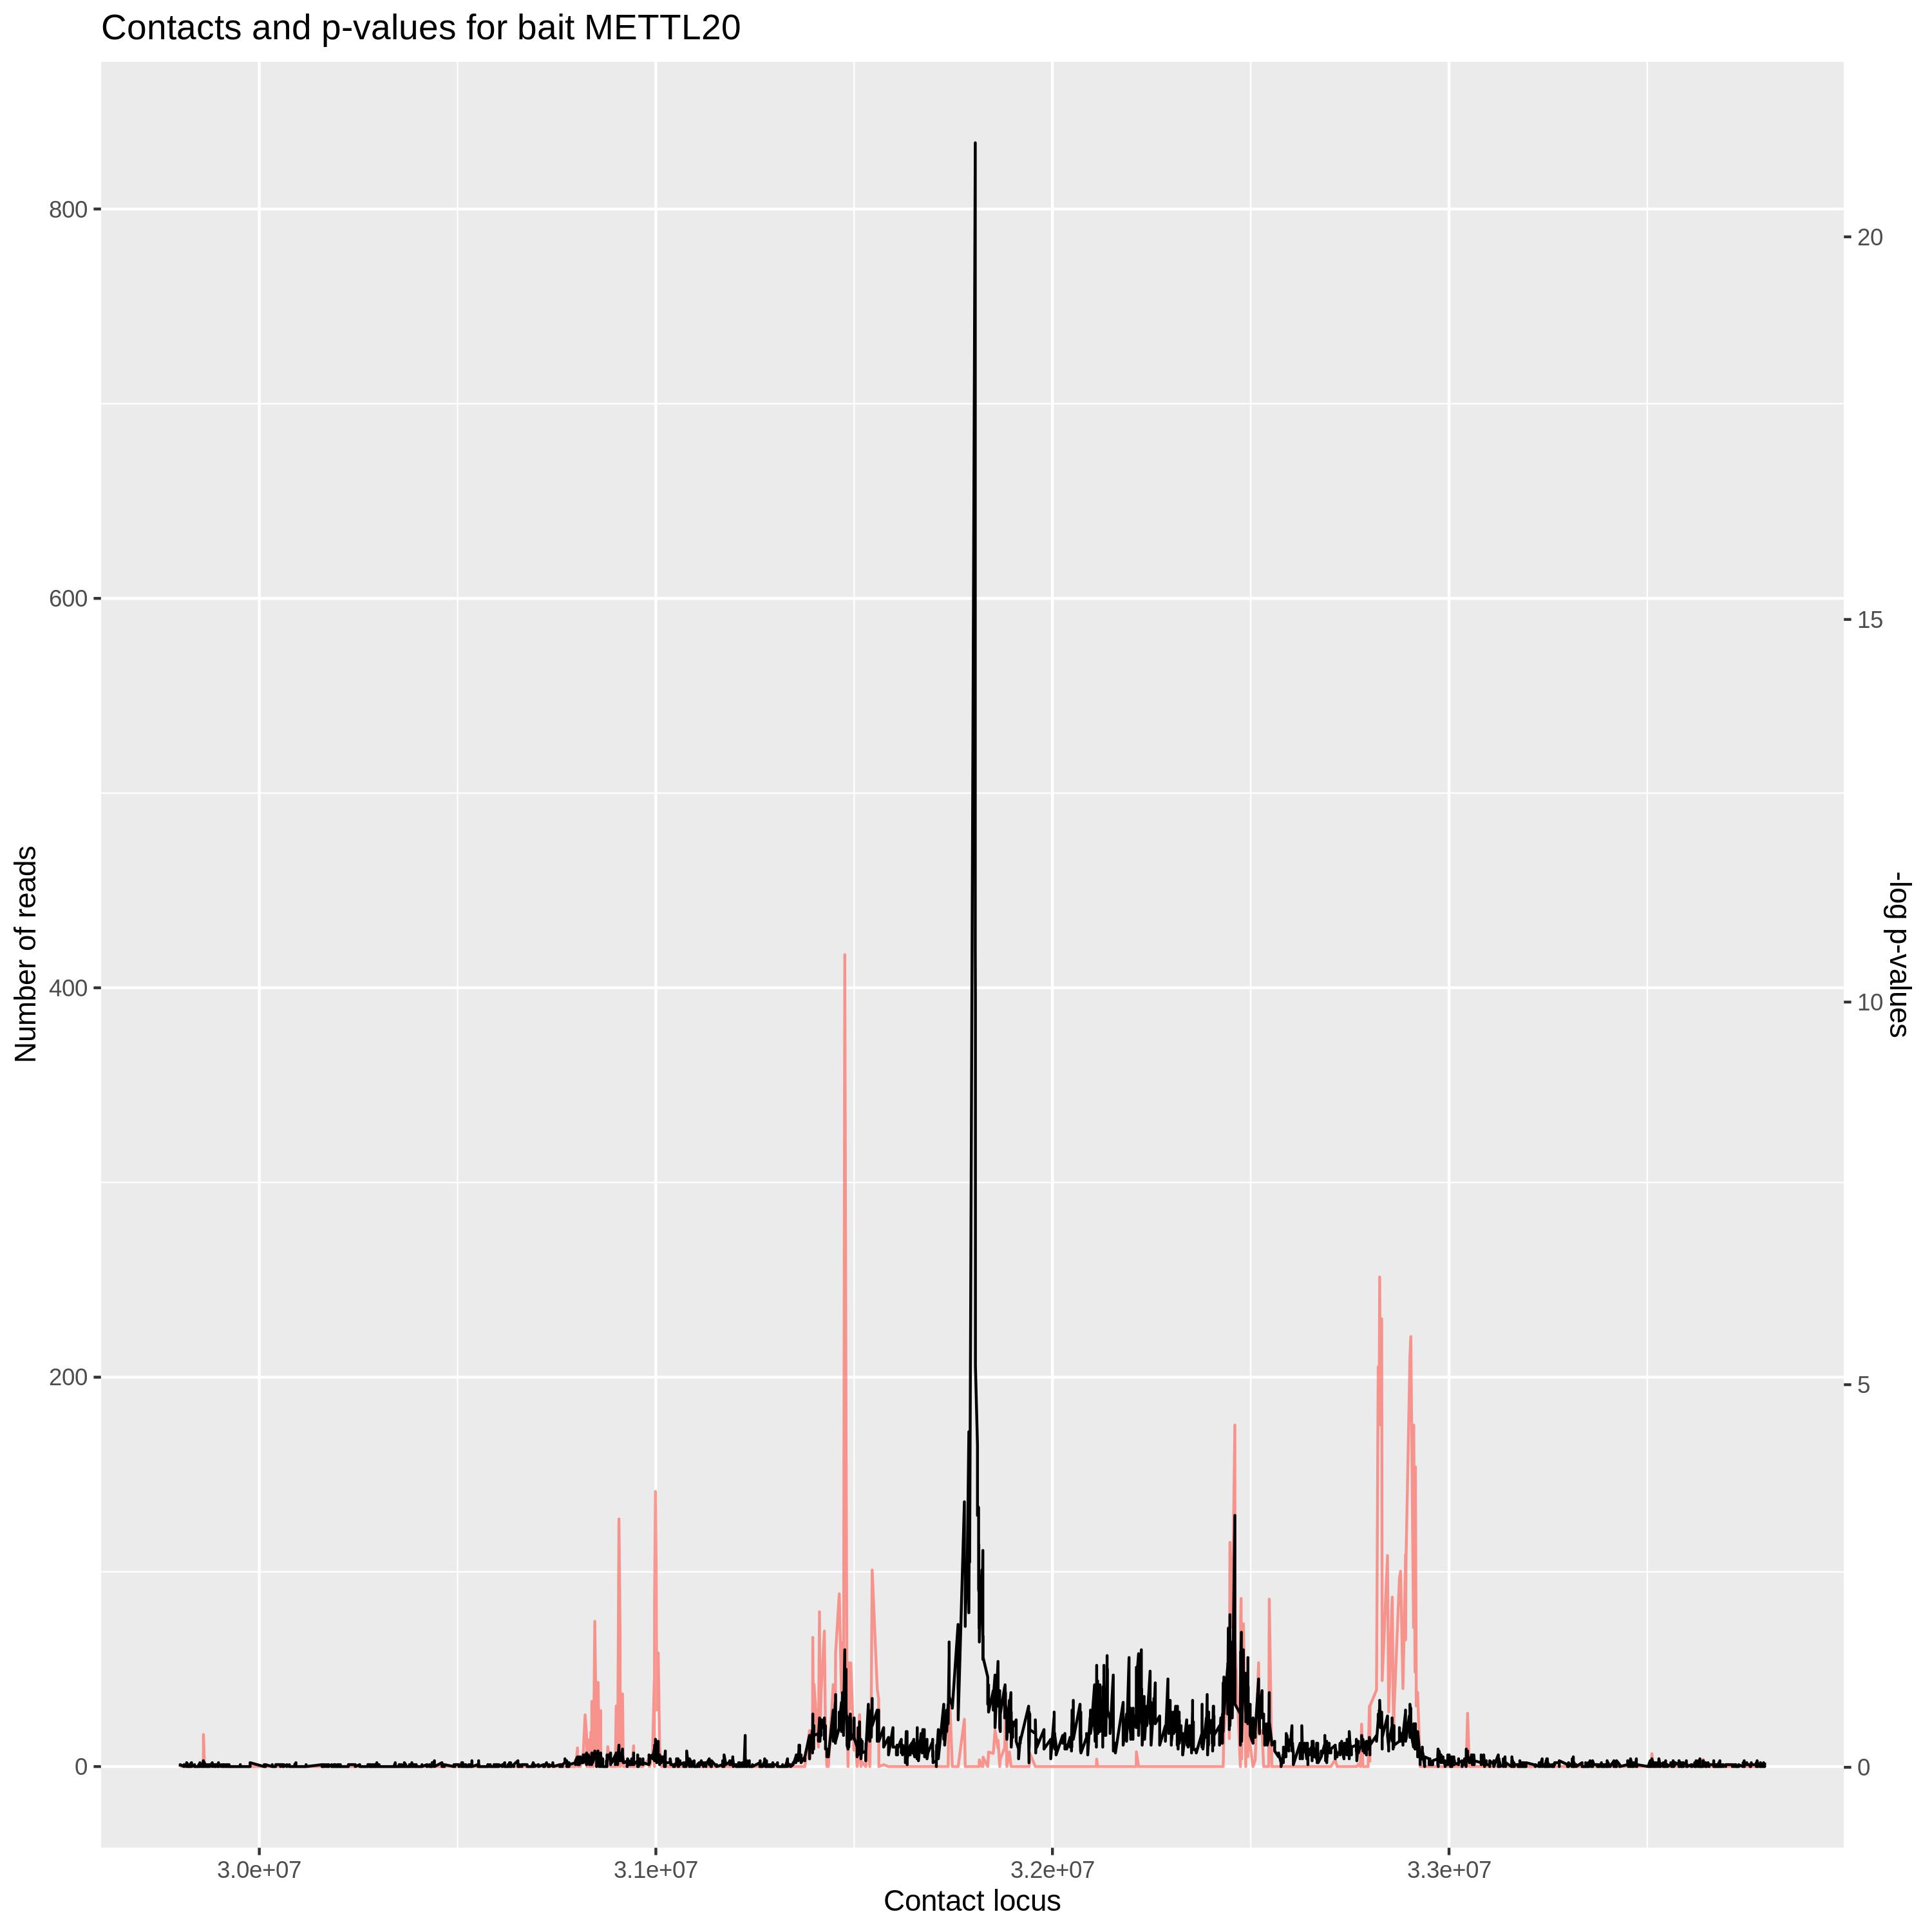 Contacts and p-values for bait METTL20
800
600
400
200
0
Number of reads
20
15
10
5
0
-log p-values
3.0e+07
3.1e+07
3.2e+07
3.3e+07
Contact locus